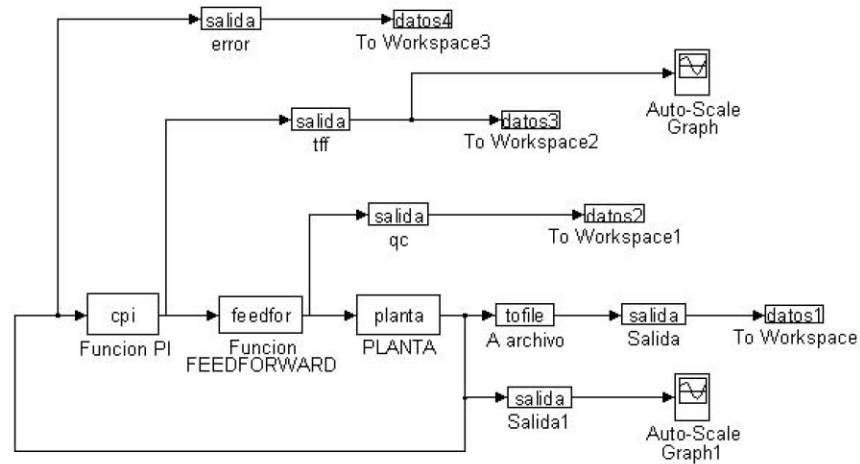 salida
error
datos4
To Workspace3
salida
tff
datos3
To Workspace2
Auto-Scale
Graph
salida
qc
datos2
To Workspace1
cpi
Funcion PI
feedfor
Funcion
FEEDFORWARD
planta
PLANTA
tofile
A archivo
salida
Salida
datos1
To Workspace
salida
Salida1
Auto-Scale
Graph1